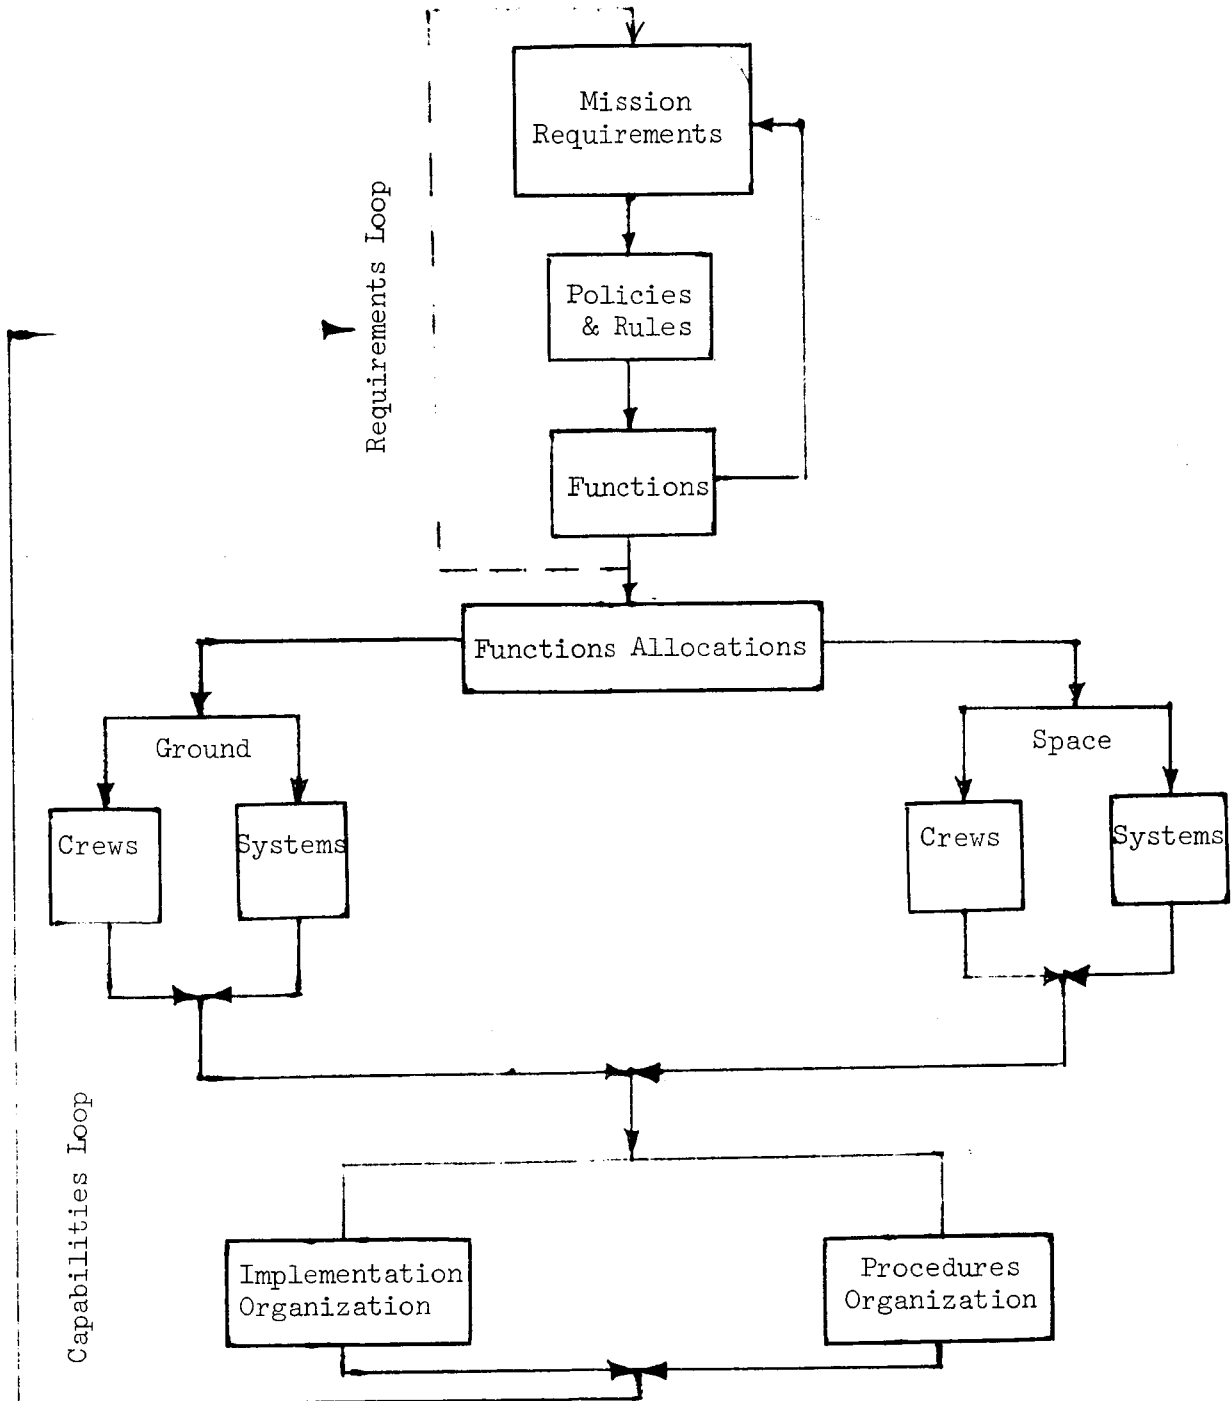 Mission
Requirements
Requirements Loop
Policies
& Rules
Functions
Functions Allocations
Ground
Space
Crews
Systems
Crews
Systems
Capabilities Loop
Implementation
Organization
Procedures
Organization